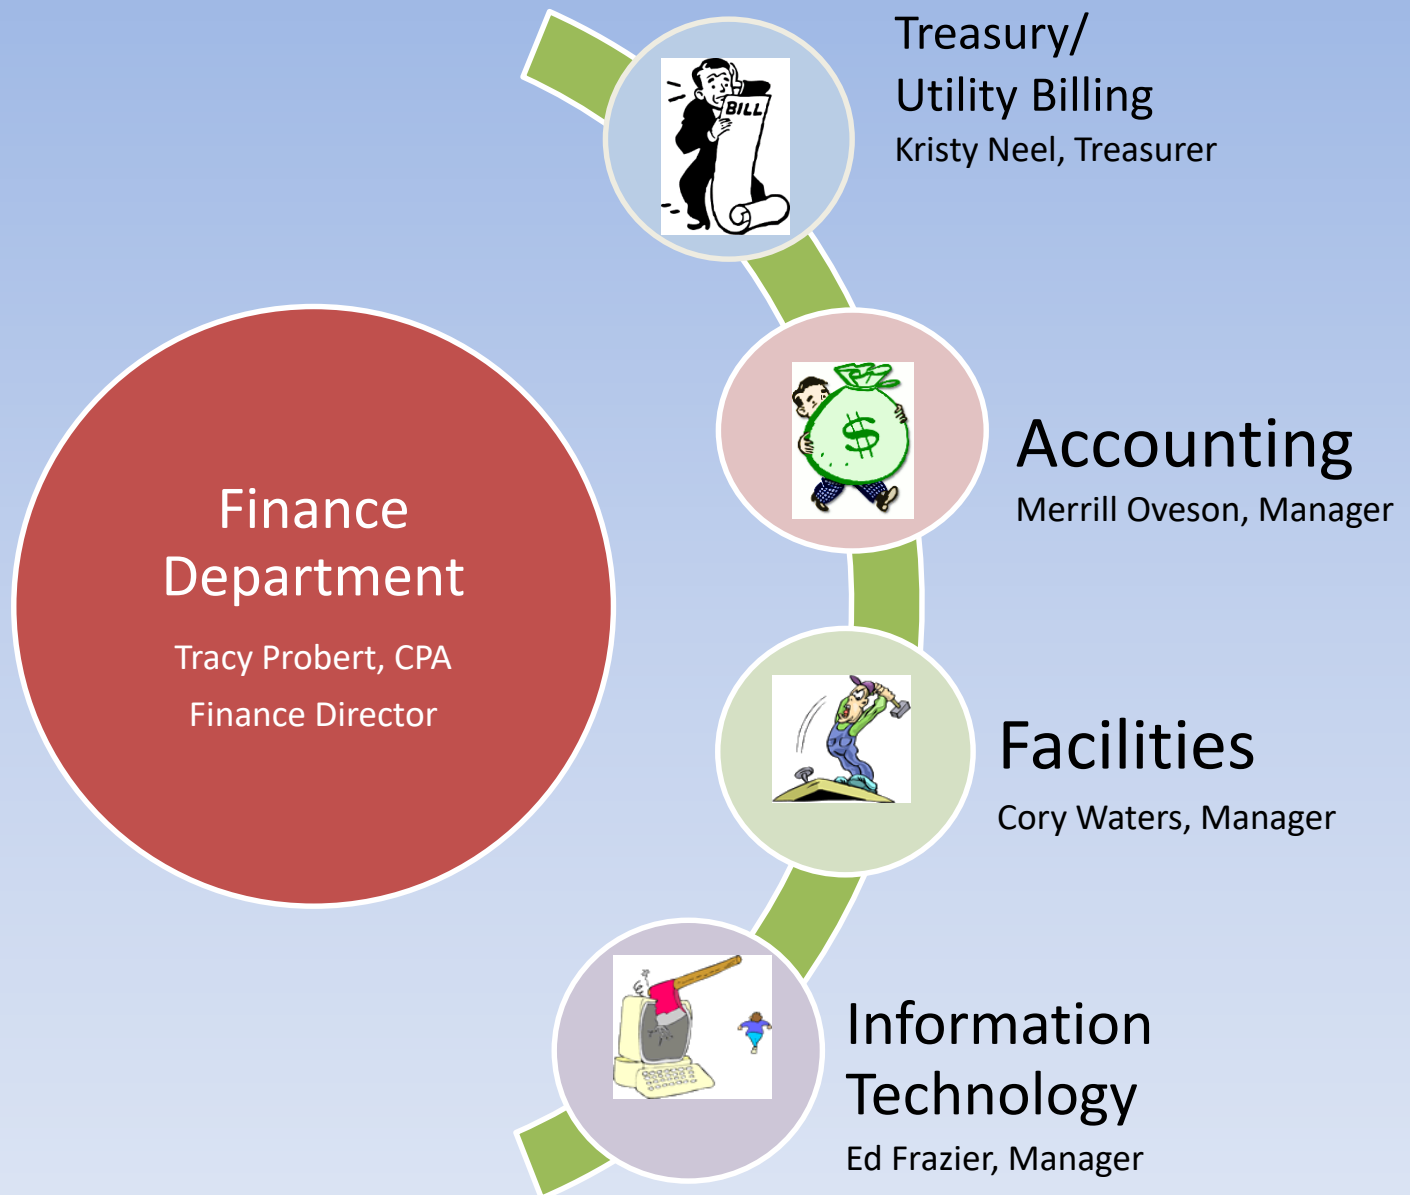 Treasury/
Utility Billing
Kristy Neel, Treasurer
BILL
$
Accounting
Merrill Oveson, Manager
Finance
Department
Tracy Probert, CPA
Finance Director
Facilities
Cory Waters, Manager
Information
Technology
Ed Frazier, Manager